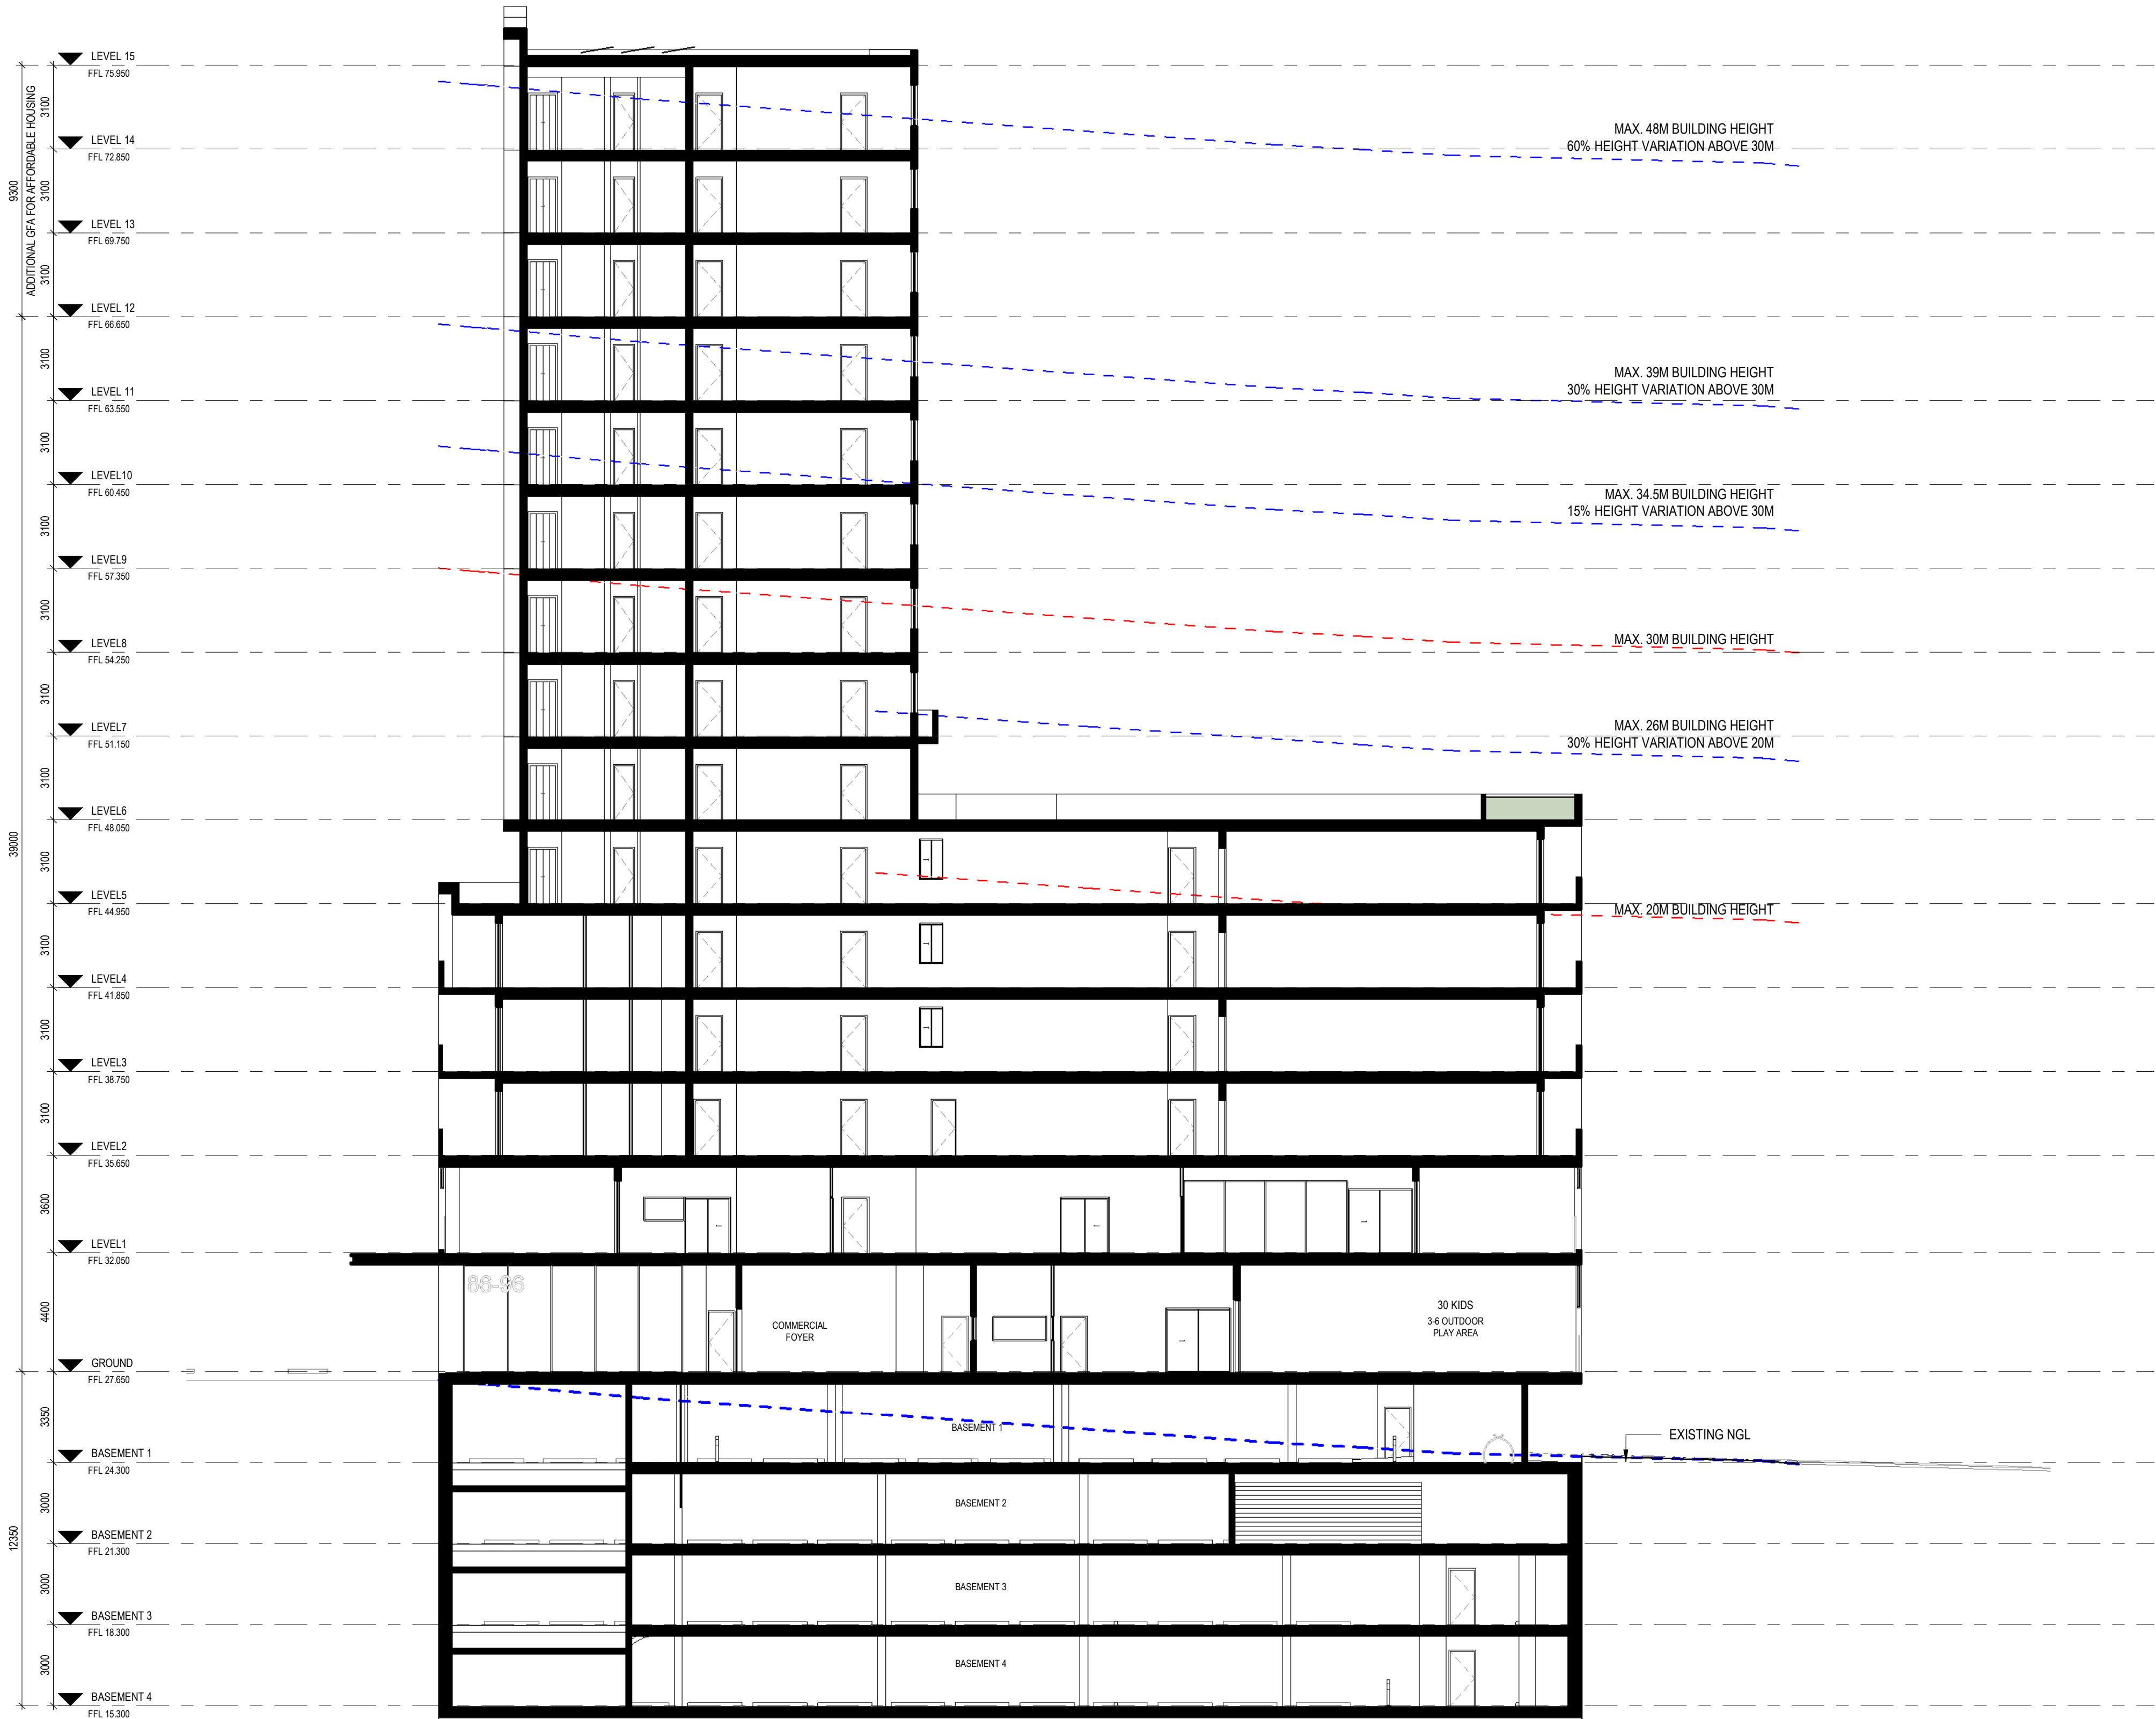 LEVEL 15
FFL 75.950
3100
LEVEL 14
FFL 72.850
3100
LEVEL 13
FFL 69.750
3100
LEVEL 12
FFL 66.650
9300
ADDITIONAL GFA FOR AFFORDABLE HOUSING
3100
LEVEL 11
FFL 63.550
3100
LEVEL10
FFL 60.450
3100
LEVEL9
FFL 57.350
3100
LEVEL8
FFL 54.250
3100
LEVEL7
FFL 51.150
3100
LEVEL6
FFL 48.050
3100
LEVEL5
FFL 44.950
3100
LEVEL4
FFL 41.850
3100
LEVEL3
FFL 38.750
3100
LEVEL2
FFL 35.650
3600
LEVEL1
FFL 32.050
4400
GROUND
FFL 27.650
39000
3350
BASEMENT 1
FFL 24.300
3000
BASEMENT 2
FFL 21.300
3000
BASEMENT 3
FFL 18.300
3000
BASEMENT 4
FFL 15.300
12350
MAX. 48M BUILDING HEIGHT
60% HEIGHT VARIATION ABOVE 30M
MAX. 39M BUILDING HEIGHT
30% HEIGHT VARIATION ABOVE 30M
MAX. 34.5M BUILDING HEIGHT
15% HEIGHT VARIATION ABOVE 30M
MAX. 30M BUILDING HEIGHT
MAX. 26M BUILDING HEIGHT
30% HEIGHT VARIATION ABOVE 20M
MAX. 20M BUILDING HEIGHT
86-96
COMMERCIAL
FOYER
30 KIDS
3-6 OUTDOOR
PLAY AREA
BASEMENT 1
EXISTING NGL
BASEMENT 2
BASEMENT 3
BASEMENT 4